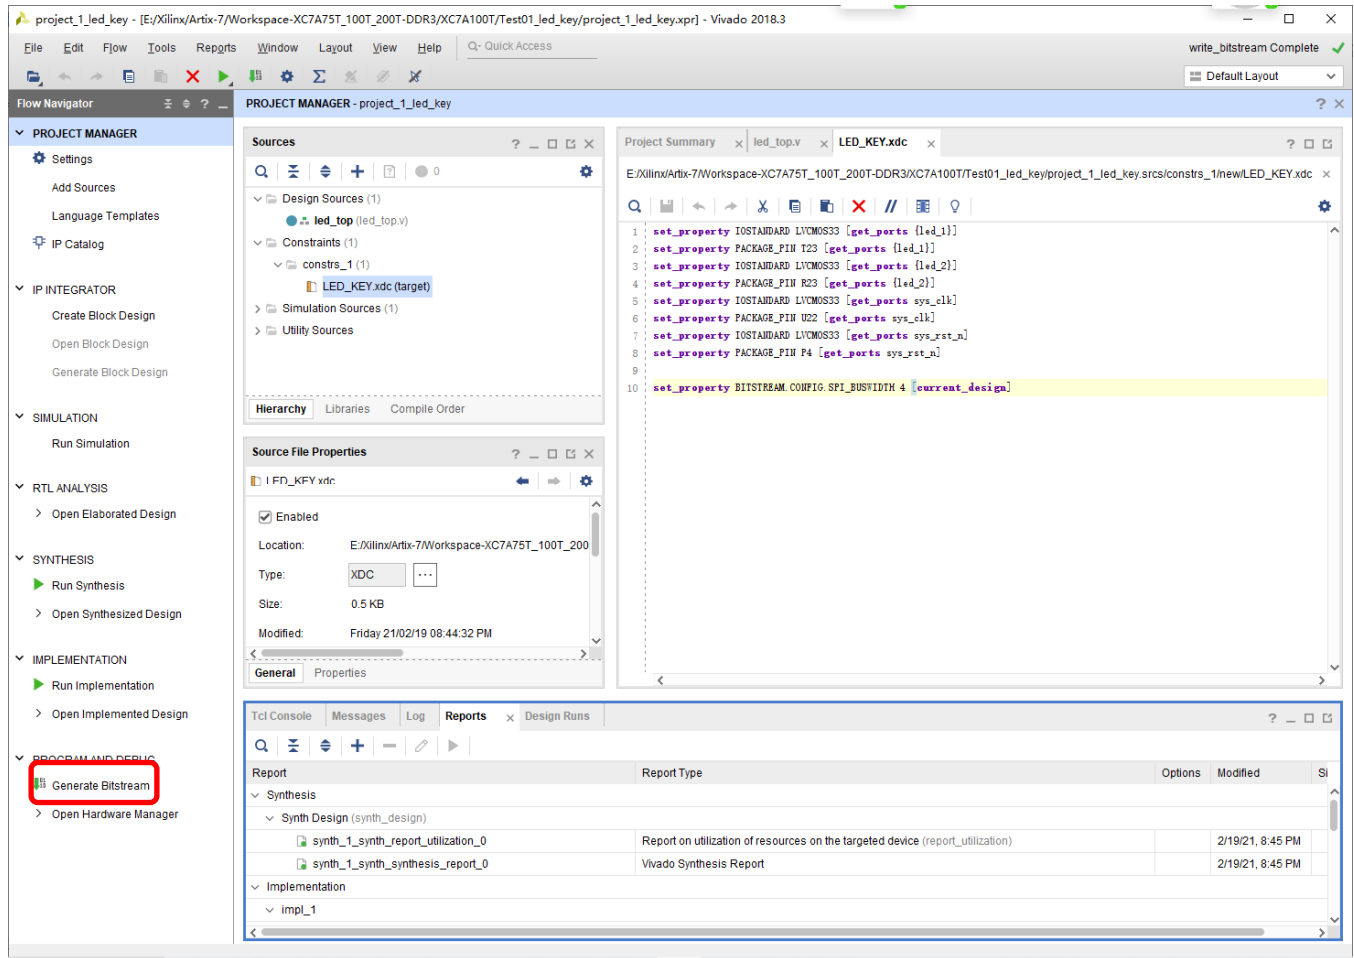 project_1_led_key - [E:/Xilinx/Artix-7/Workspace-XC7A75T_100T_200T-DDR3/XC7A100T/Test01_led_key/project_1_led_key.xpr] - Vivado 2018.3
File Edit Flow Tools Reports Window Layout View Help Q- Quick Access write_bitstream Complete
Default Layout
Flow Navigator
PROJECT MANAGER
Settings
Add Sources
Language Templates
IP Catalog
IP INTEGRATOR
Create Block Design
Open Block Design
Generate Block Design
SIMULATION
Run Simulation
RTL ANALYSIS
Open Elaborated Design
SYNTHESIS
Run Synthesis
Open Synthesized Design
IMPLEMENTATION
Run Implementation
Open Implemented Design
PROGRAM AND DEBUG
Generate Bitstream
Open Hardware Manager
PROJECT MANAGER - project_1_led_key
Sources
0
Design Sources (1)
led_top (led_top.v)
Constraints (1)
constrs_1 (1)
LED_KEY.xdc (target)
Simulation Sources (1)
Utility Sources
Hierarchy Libraries Compile Order
Source File Properties
LED_KEY.xdc
Enabled
Location: E:/Xilinx/Artix-7/Workspace-XC7A75T_100T_200
Type: XDC ...
Size: 0.5 KB
Modified: Friday 21/02/19 08:44:32 PM
General Properties
Project Summary led_top.v LED_KEY.xdc
E:/Xilinx/Artix-7/Workspace-XC7A75T_100T_200T-DDR3/XC7A100T/Test01_led_key/project_1_led_key.srcs/constrs_1/new/LED_KEY.xdc
1 set_property IOSTANDARD LVCMOS33 [get_ports {led_1}]
2 set_property PACKAGE_PIN T23 [get_ports {led_1}]
3 set_property IOSTANDARD LVCMOS33 [get_ports {led_2}]
4 set_property PACKAGE_PIN R23 [get_ports {led_2}]
5 set_property IOSTANDARD LVCMOS33 [get_ports sys_clk]
6 set_property PACKAGE_PIN U22 [get_ports sys_clk]
7 set_property IOSTANDARD LVCMOS33 [get_ports sys_rst_n]
8 set_property PACKAGE_PIN P4 [get_ports sys_rst_n]
9
10 set_property BITSTREAM.CONFIG.SPI_BUSWIDTH 4 [current_design]
Tcl Console Messages Log Reports Design Runs
Report Report Type Options Modified Si
Synthesis
Synth Design (synth_design)
synth_1_synth_report_utilization_0 Report on utilization of resources on the targeted device (report_utilization) 2/19/21, 8:45 PM
synth_1_synth_synthesis_report_0 Vivado Synthesis Report 2/19/21, 8:45 PM
Implementation
impl_1